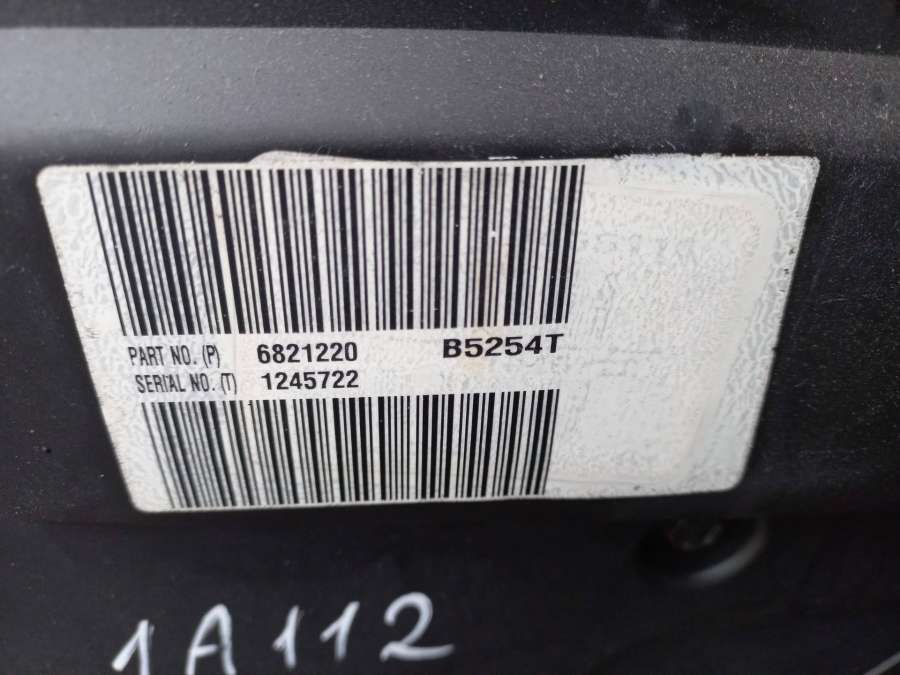 PART NO. (P) 6821220 B5254T
SERIAL NO. (T) 1245722
1A112